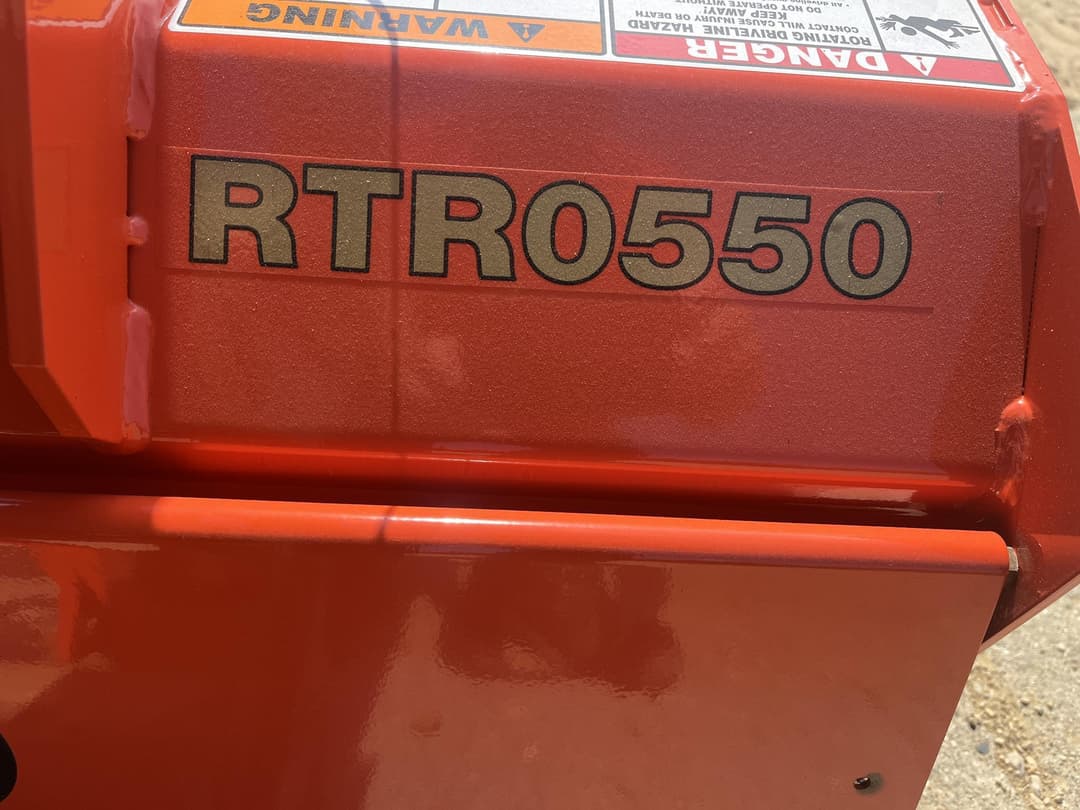 WARNING
DANGER
ROTATING DRIVELINE HAZARD
CONTACT WILL CAUSE INJURY OR DEATH
KEEP AWAY!
DO NOT OPERATE WITHOUT
RTR0550